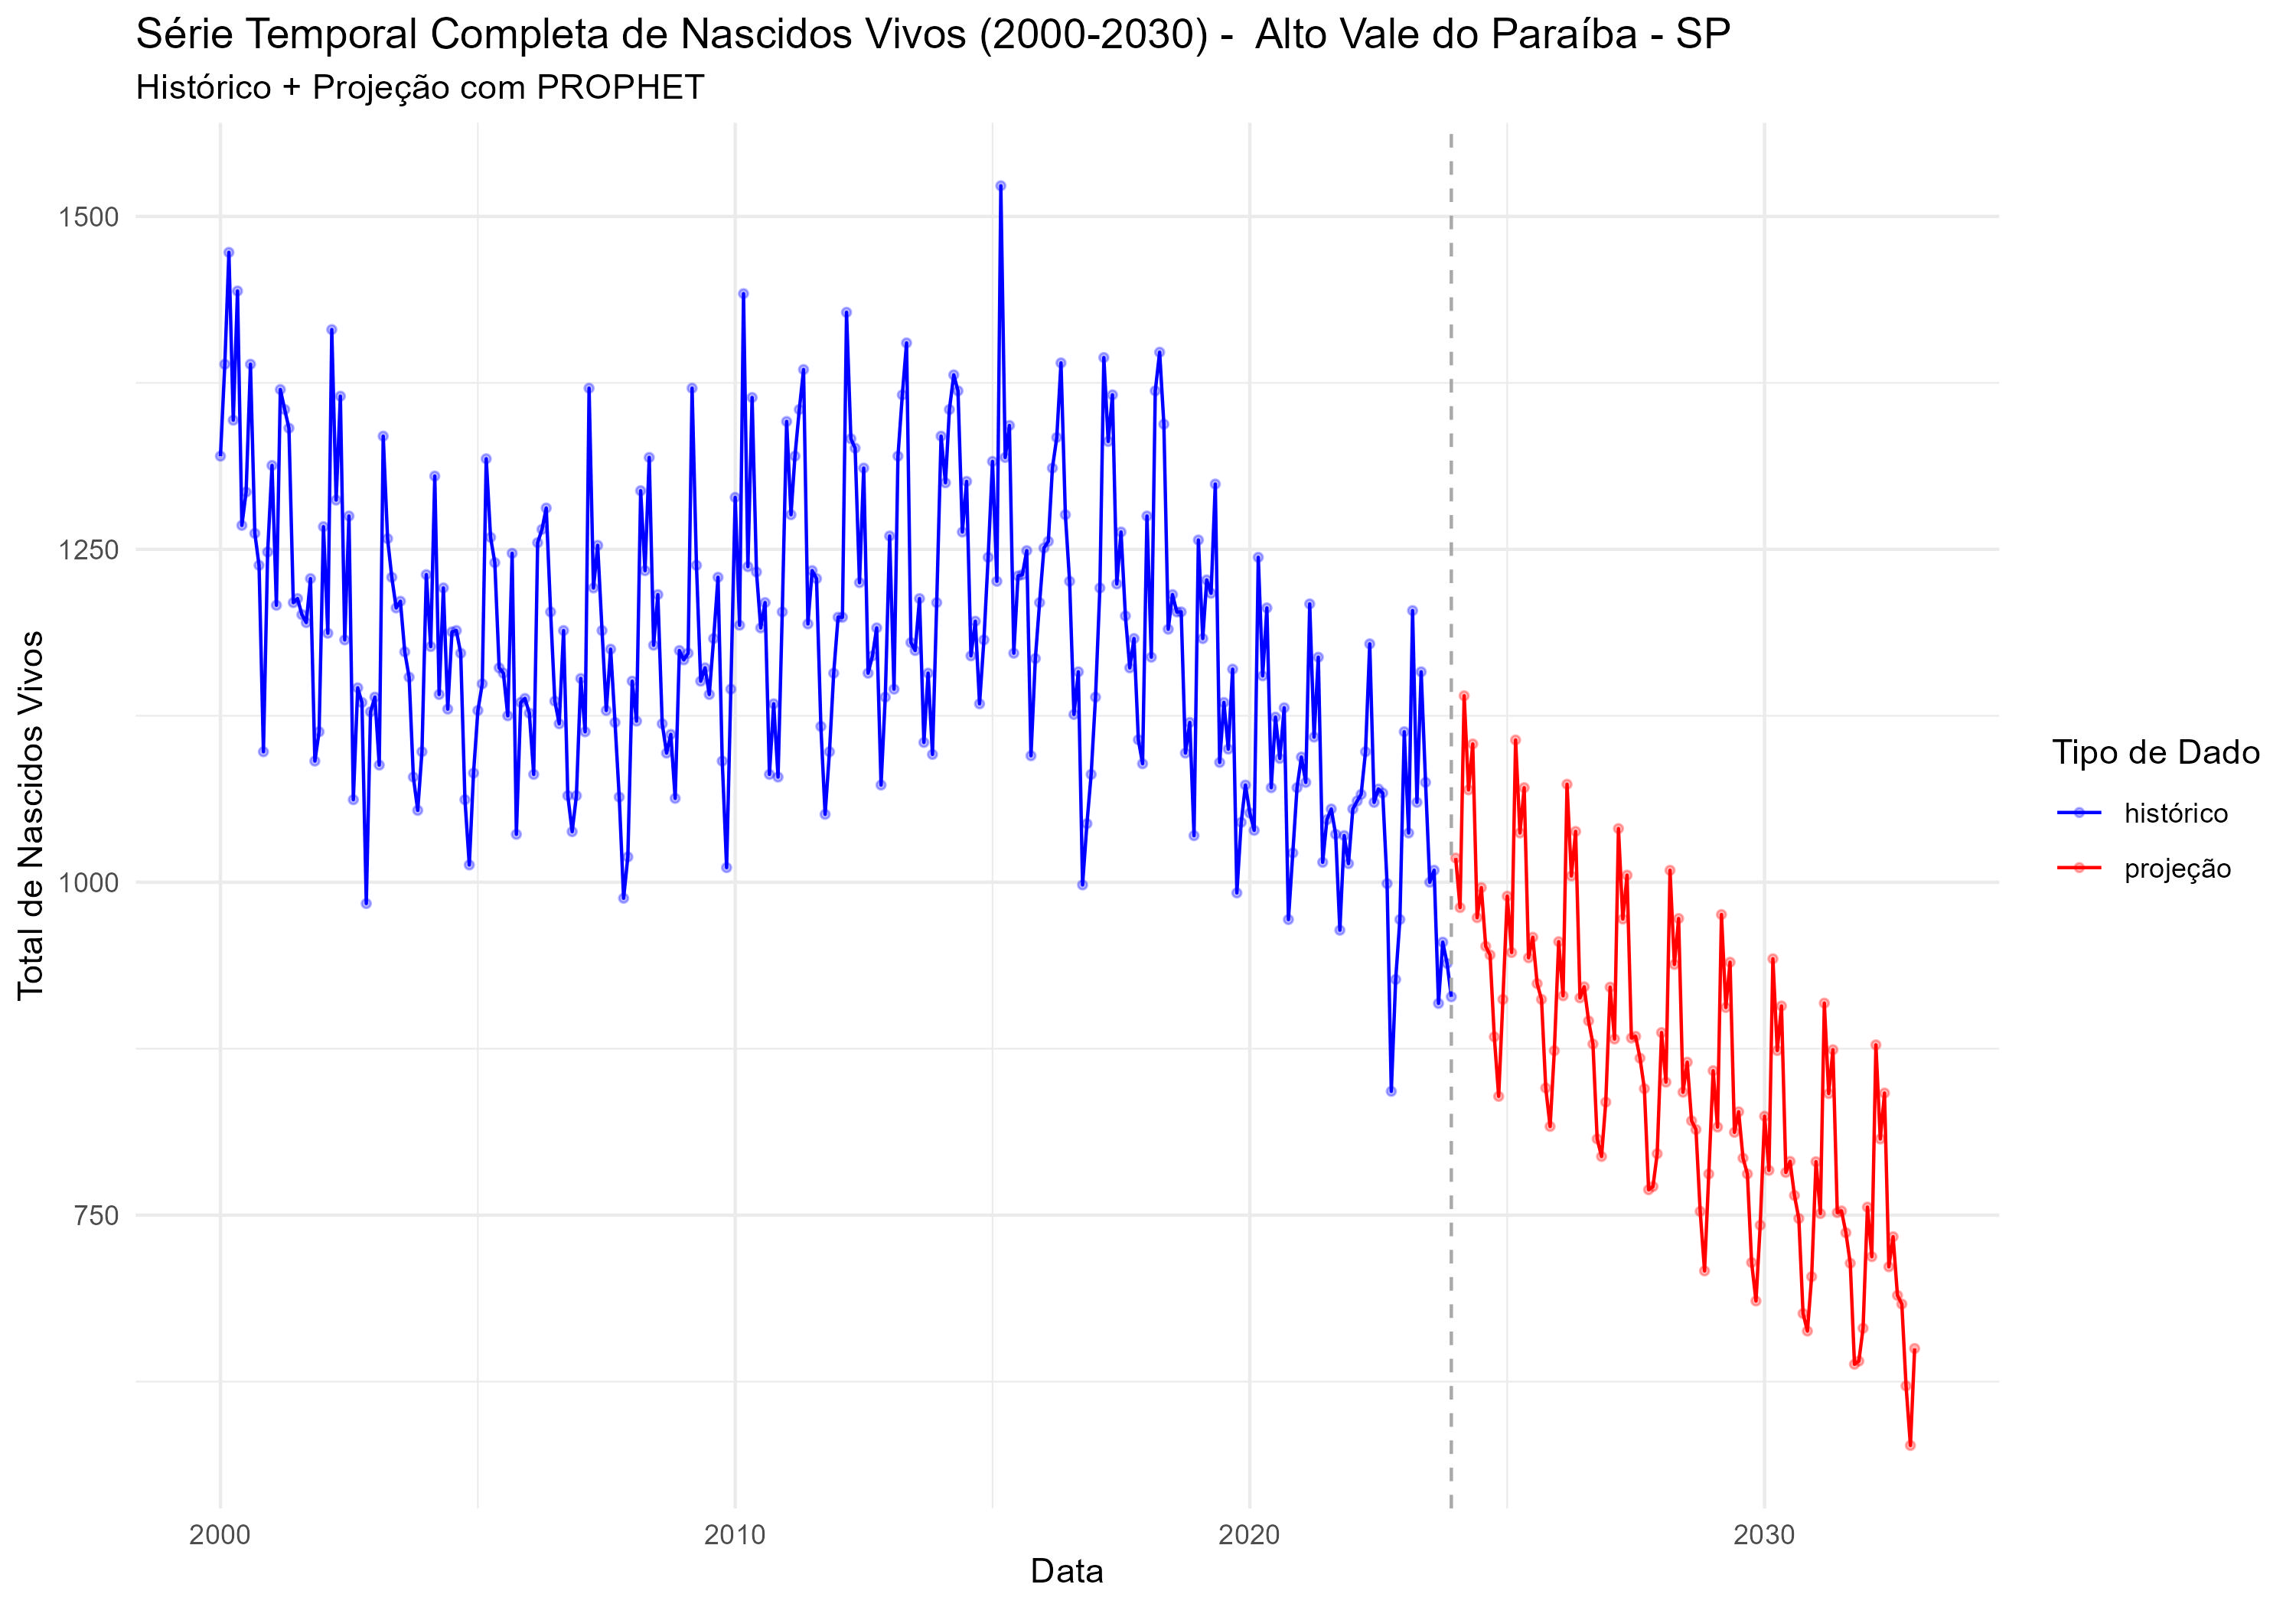 Série Temporal Completa de Nascidos Vivos (2000-2030) -  Alto Vale do Paraíba - SP
Histórico + Projeção com PROPHET
Total de Nascidos Vivos
1500
1250
1000
750
2000
2010
2020
2030
Data
Tipo de Dado
histórico
projeção